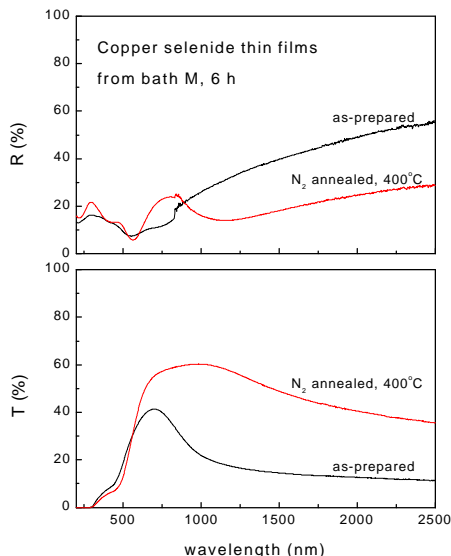 100
Copper selenide thin films
from bath M, 6 h
80
60
as-prepared
40
N₂ annealed, 400°C
20
0
R (%)
100
80
60
N₂ annealed, 400°C
40
20
as-prepared
0
T (%)
500 1000 1500 2000 2500
wavelength (nm)